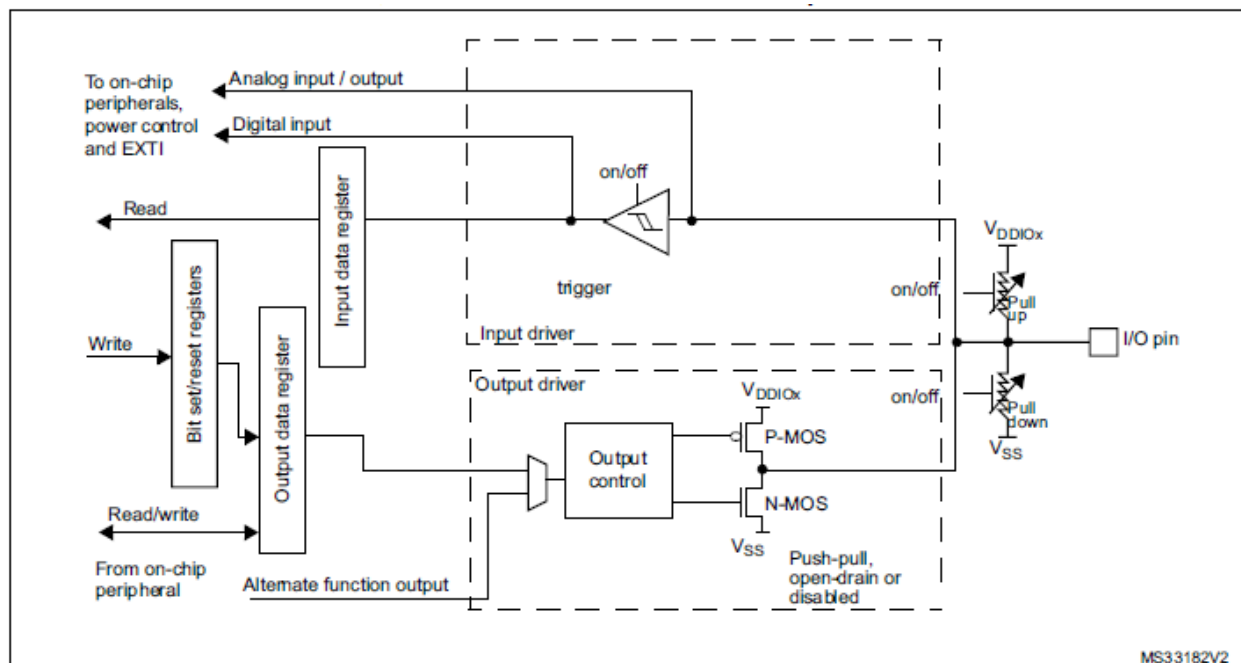 To on-chip
peripherals,
power control
and EXTI
Analog input / output
Digital input
on/off
Read
Input data register
trigger
Input driver
VDDIOx
on/off
Pull
up
I/O pin
on/off
Pull
down
VSS
Write
Bit set/reset registers
Output data register
Read/write
From on-chip
peripheral
Alternate function output
Output driver
Output
control
VDDIOx
P-MOS
N-MOS
VSS
Push-pull,
open-drain or
disabled
MS33182V2